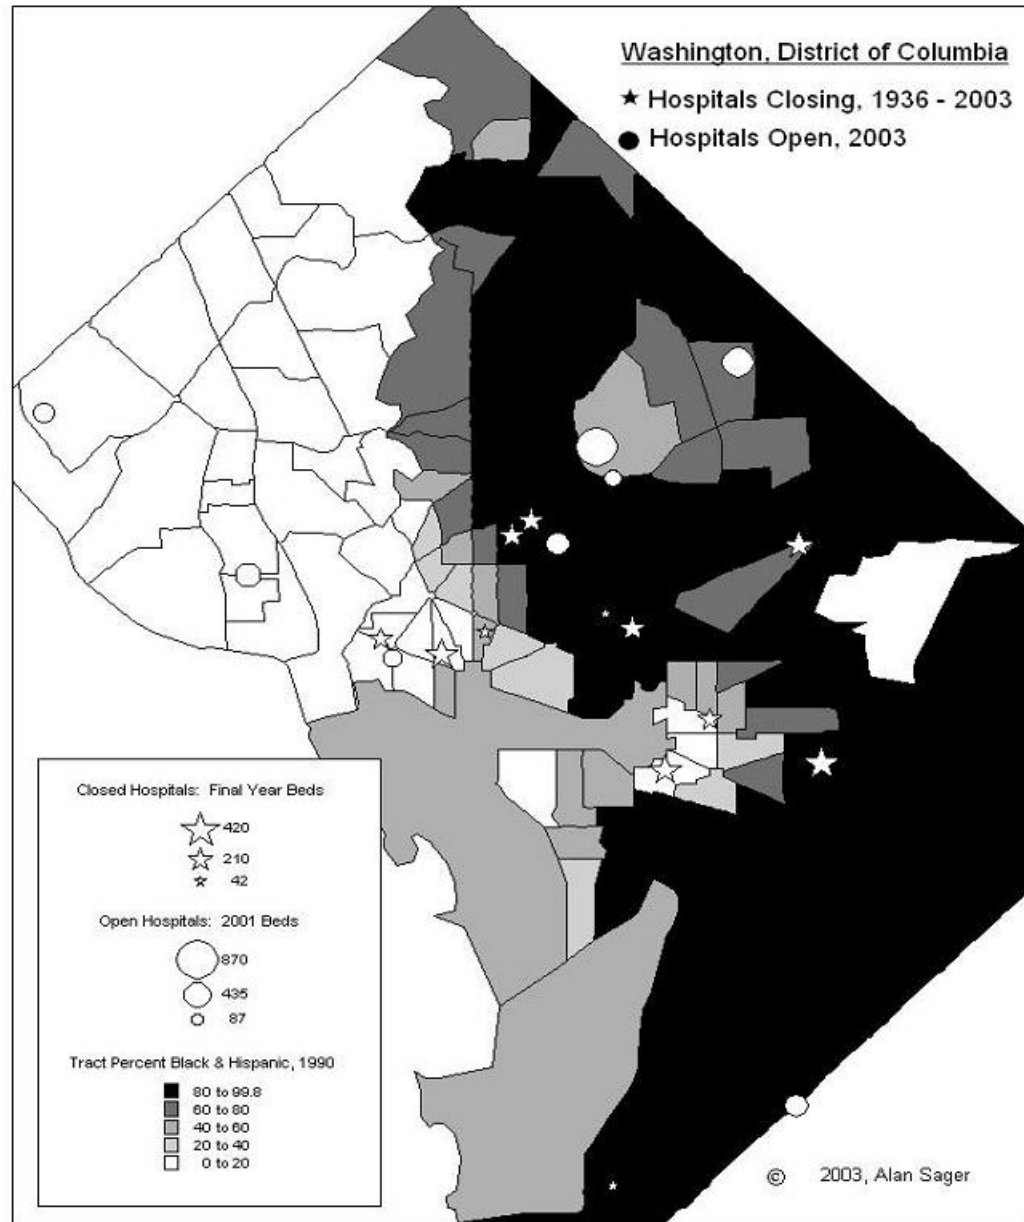 Washington, District of Columbia
Hospitals Closing, 1936 - 2003
Hospitals Open, 2003
Closed Hospitals: Final Year Beds
420
210
42
Open Hospitals: 2001 Beds
870
435
87
Tract Percent Black & Hispanic, 1990
80 to 99.8
60 to 80
40 to 60
20 to 40
0 to 20
© 2003, Alan Sager